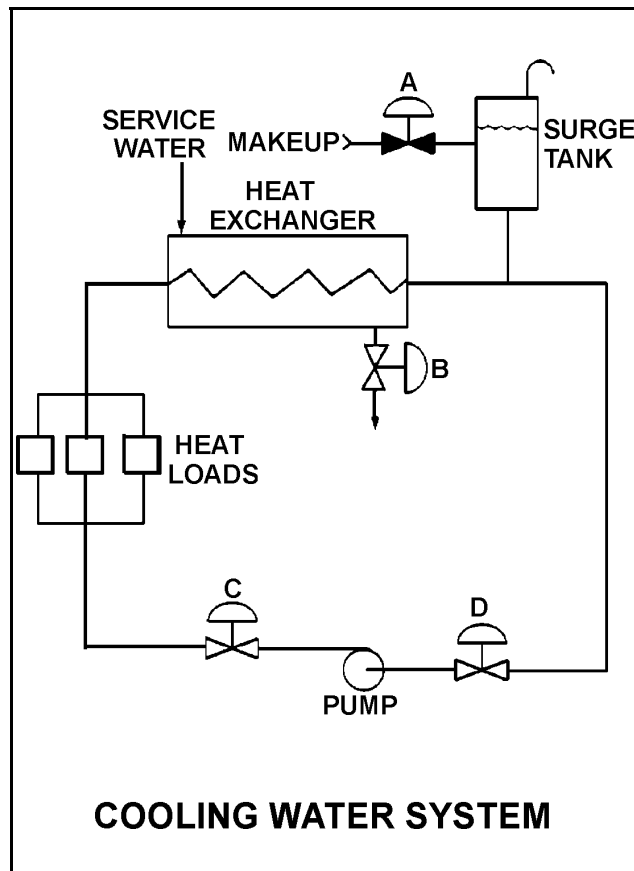 A
SERVICE
WATER
MAKEUP
SURGE
TANK
HEAT
EXCHANGER
B
HEAT
LOADS
C
D
PUMP
COOLING WATER SYSTEM